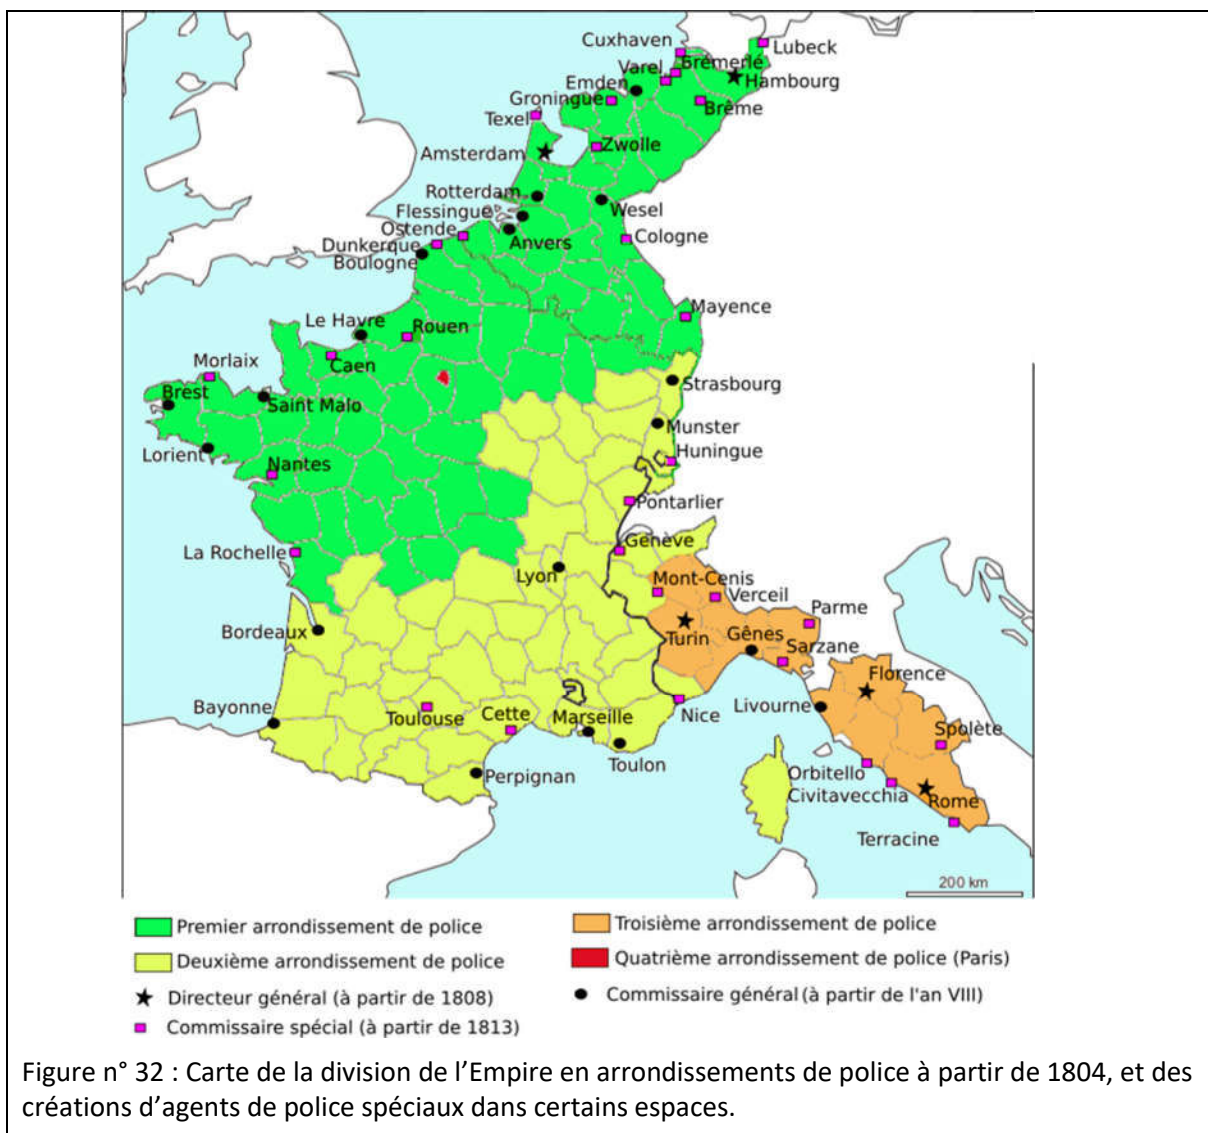 Cuxhaven
Lubeck
Varel
Brêmerlé
Emden
Hambourg
Groningue
Brême
Texel
Zwolle
Amsterdam
Rotterdam
Wesel
Flessingue
Ostende
Cologne
Dunkerque
Anvers
Boulogne
Mayence
Le Havre
Rouen
Morlaix
Caen
Strasbourg
Brest
Saint Malo
Munster
Lorient
Huningue
Nantes
Pontarlier
La Rochelle
Genève
Lyon
Mont-Cenis
Verceil
Parme
Bordeaux
Turin
Gênes
Sarzane
Florence
Bayonne
Toulouse
Cette
Marseille
Nice
Livourne
Spolète
Toulon
Perpignan
Orbitello
Civitavecchia
Rome
Terracine
200 km
Premier arrondissement de police
Troisième arrondissement de police
Deuxième arrondissement de police
Quatrième arrondissement de police (Paris)
Directeur général (à partir de 1808)
Commissaire général (à partir de l'an VIII)
Commissaire spécial (à partir de 1813)
Figure n° 32 : Carte de la division de l’Empire en arrondissements de police à partir de 1804, et des
créations d’agents de police spéciaux dans certains espaces.